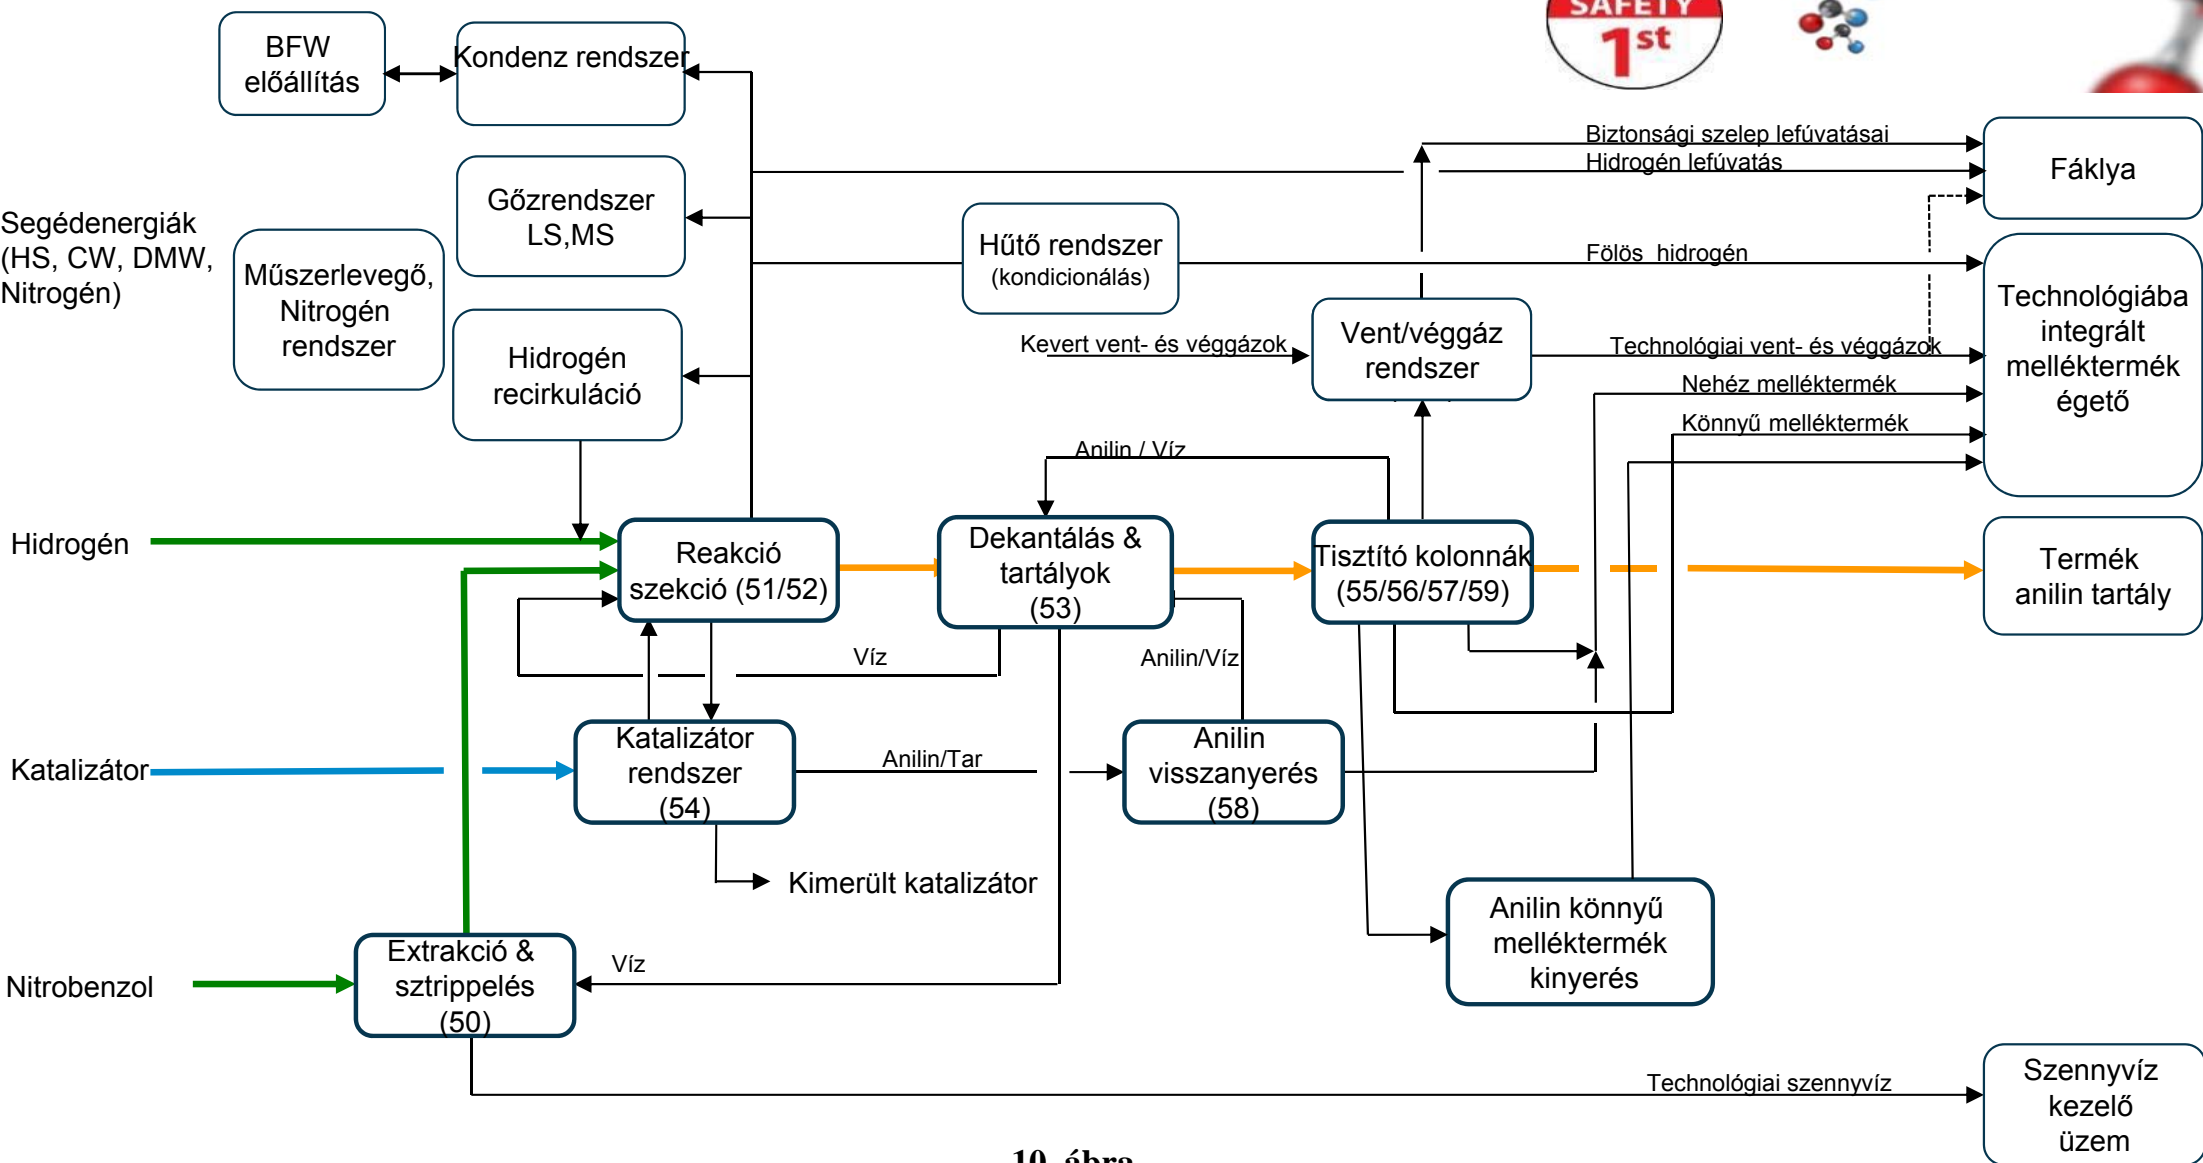 SAFETY
1st
BFW
előállítás
Kondenz rendszer
Biztonsági szelep lefúvatásai
Hidrogén lefúvatás
Fáklya
Gőzrendszer
LS,MS
Segédenergiák
(HS, CW, DMW,
Nitrogén)
Műszerlevegő,
Nitrogén
rendszer
Hűtő rendszer
(kondicionálás)
Fölös  hidrogén
Technológiába
integrált
melléktermék
égető
Hidrogén
recirkuláció
Kevert vent- és véggázok
Vent/véggáz
rendszer
Technológiai vent- és véggázok
Nehéz melléktermék
Könnyű melléktermék
Anilin / Víz
Hidrogén
Reakció
szekció (51/52)
Dekantálás &
tartályok
(53)
Tisztító kolonnák
(55/56/57/59)
Termék
anilin tartály
Víz
Anilin/Víz
Katalizátor
Katalizátor
rendszer
(54)
Anilin/Tar
Anilin
visszanyerés
(58)
Kimerült katalizátor
Anilin könnyű
melléktermék
kinyerés
Nitrobenzol
Extrakció &
sztrippelés
(50)
Víz
Technológiai szennyvíz
Szennyvíz
kezelő
üzem
10. ábra